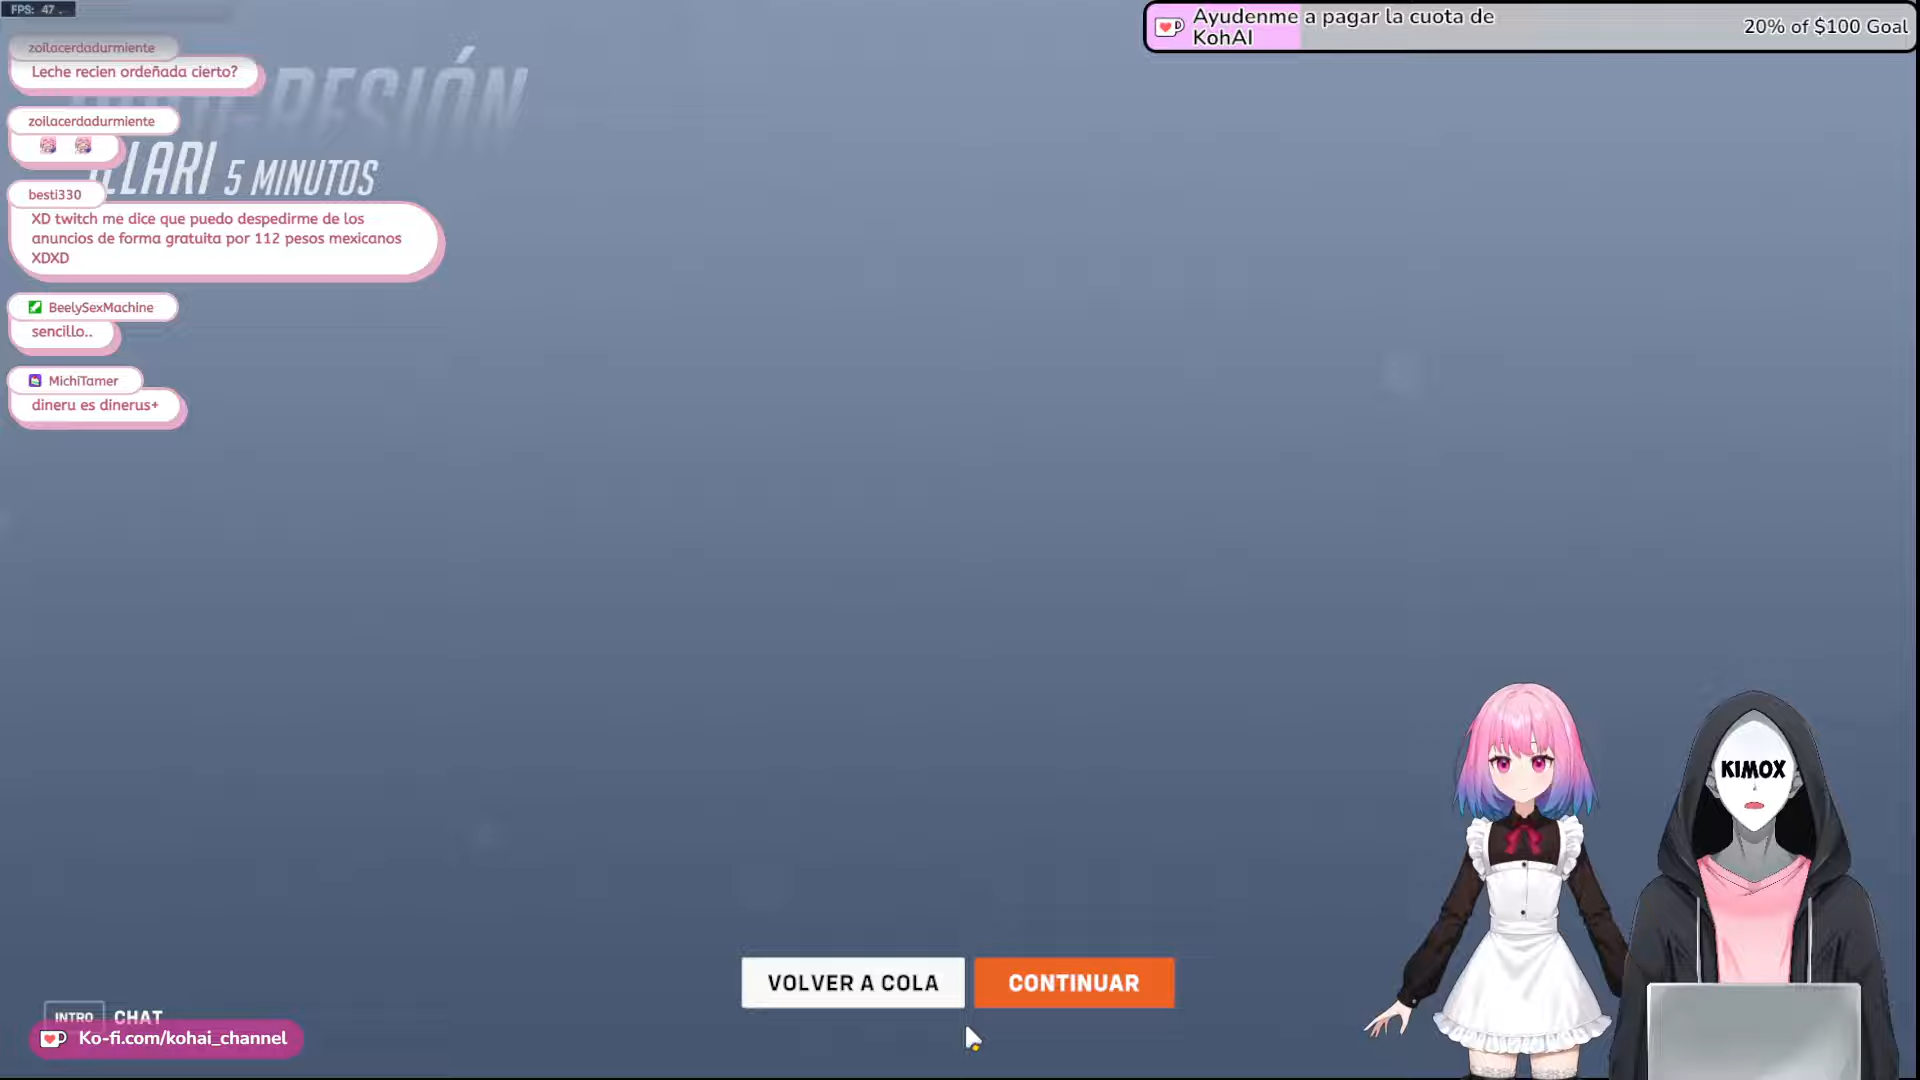 FPS: 47
Ayudenme a pagar la cuota de
KohAI
20% of $100 Goal
zoilacerdadurmiente
Leche recien ordeñada cierto?
zoilacerdadurmiente
ILLARI 5 MINUTOS
besti330
XD twitch me dice que puedo despedirme de los
anuncios de forma gratuita por 112 pesos mexicanos
XDXD
BeelySexMachine
sencillo..
MichiTamer
dineru es dinerus+
KIMOX
VOLVER A COLA
CONTINUAR
INTRO CHAT
Ko-fi.com/kohai_channel